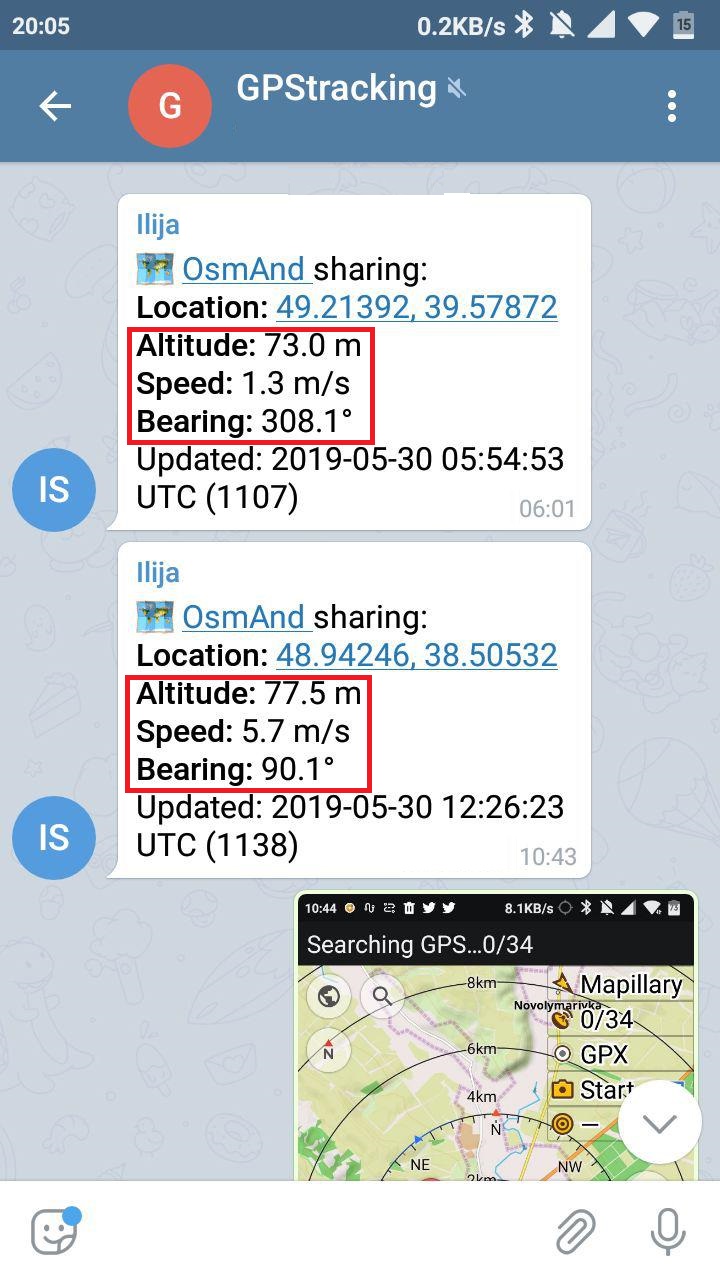 20:05
0.2KB/s
15
G
GPStracking
Ilija
OsmAnd sharing:
Location: 49.21392, 39.57872
Altitude: 73.0 m
Speed: 1.3 m/s
Bearing: 308.1°
Updated: 2019-05-30 05:54:53
UTC (1107)
06:01
IS
Ilija
OsmAnd sharing:
Location: 48.94246, 38.50532
Altitude: 77.5 m
Speed: 5.7 m/s
Bearing: 90.1°
Updated: 2019-05-30 12:26:23
UTC (1138)
10:43
IS
10:44
8.1KB/s
73
Searching GPS...0/34
8km
Mapillary
Novolymarivka
0/34
N
6km
GPX
4km
Start
N
–
NE
NW
2km